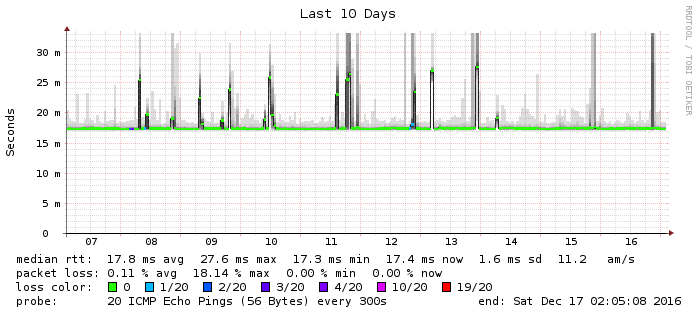 Last 10 Days
RRDTOOL / TOBI OETIKER
Seconds
30 m
25 m
20 m
15 m
10 m
5 m
0
07 08 09 10 11 12 13 14 15 16
median rtt: 17.8 ms avg 27.6 ms max 17.3 ms min 17.4 ms now 1.6 ms sd 11.2 am/s
packet loss: 0.11 % avg 18.14 % max 0.00 % min 0.00 % now
loss color: 0 1/20 2/20 3/20 4/20 10/20 19/20
probe: 20 ICMP Echo Pings (56 Bytes) every 300s end: Sat Dec 17 02:05:08 2016